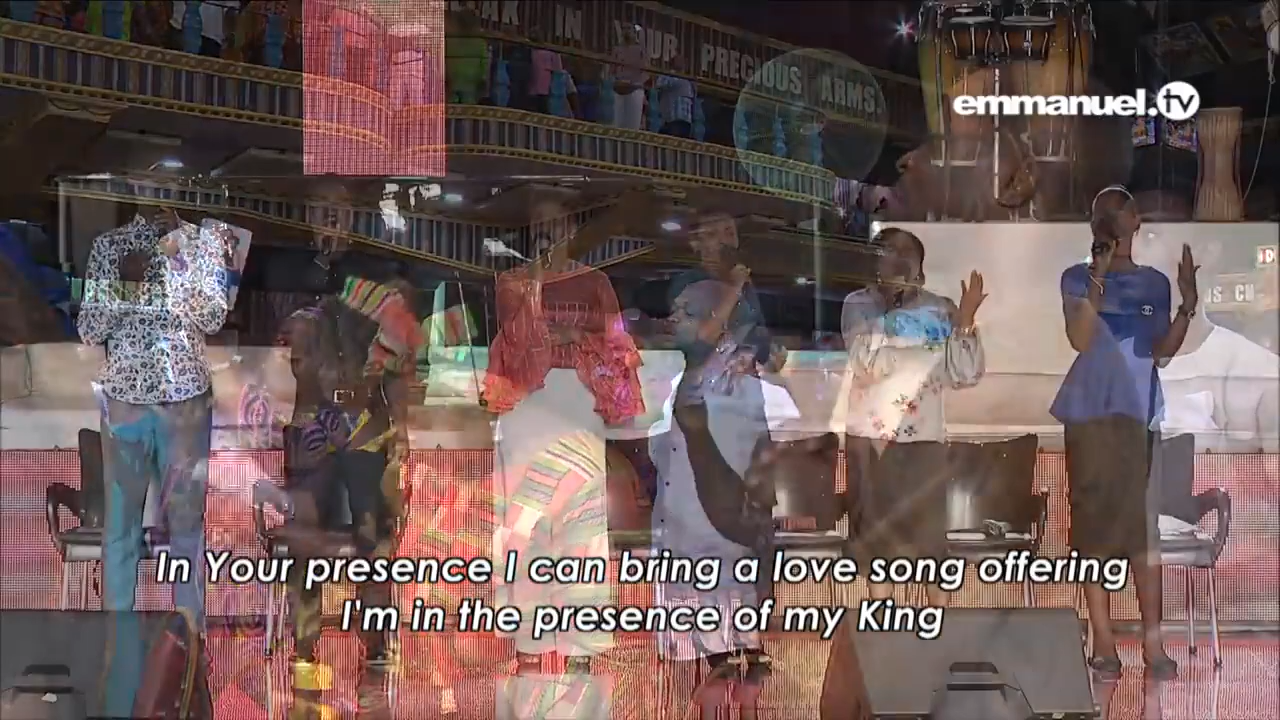 IN YOUR PRECIOUS ARMS.
emmanuel.tv
In Your presence I can bring a love song offering
I'm in the presence of my King